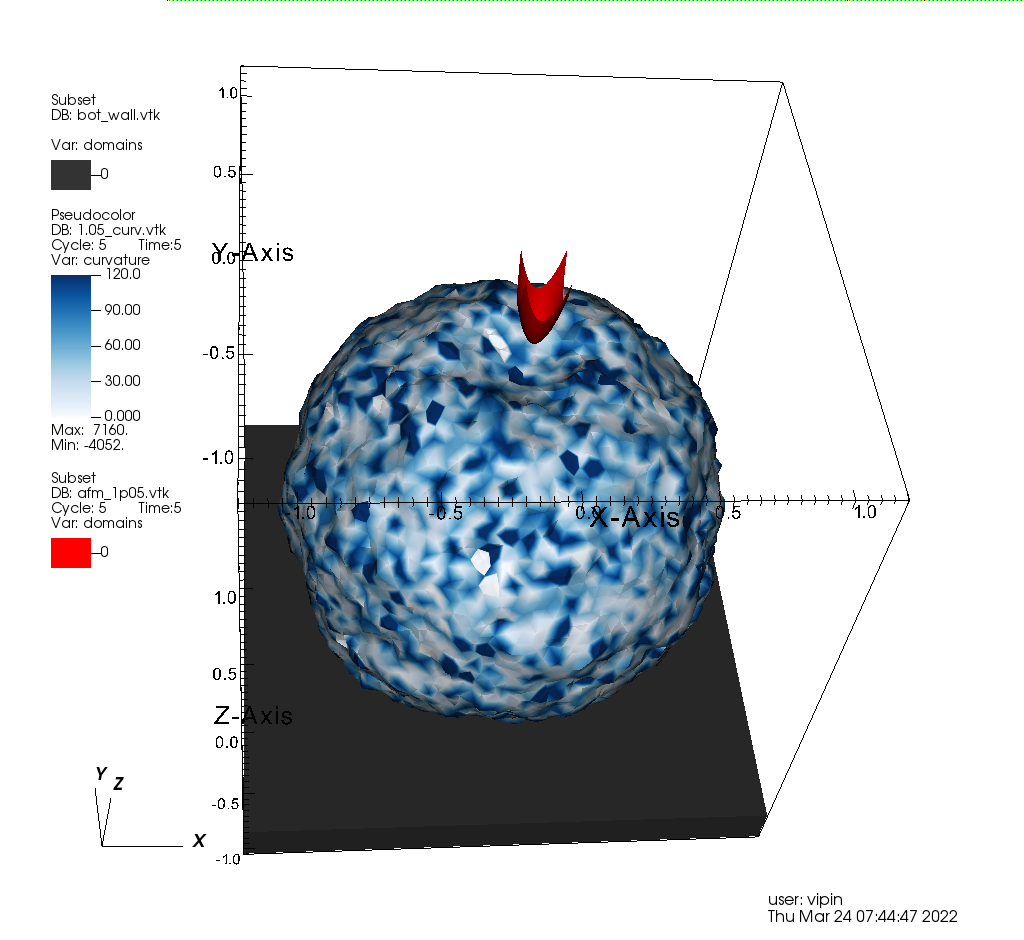 Subset
DB: bot_wall.vtk
Var: domains
0
Pseudocolor
DB: 1.05_curv.vtk
Cycle: 5 Time:5
Var: curvature
120.0
90.00
60.00
30.00
0.000
Max: 7160.
Min: -4052.
Subset
DB: afm_1p05.vtk
Cycle: 5 Time:5
Var: domains
0
1.0
0.5
Y-Axis
0.0
-0.5
-1.0
-1.0
-0.5
0.0
X-Axis
0.5
1.0
1.0
0.5
Z-Axis
0.0
-0.5
-1.0
Y
Z
X
user: vipin
Thu Mar 24 07:44:47 2022